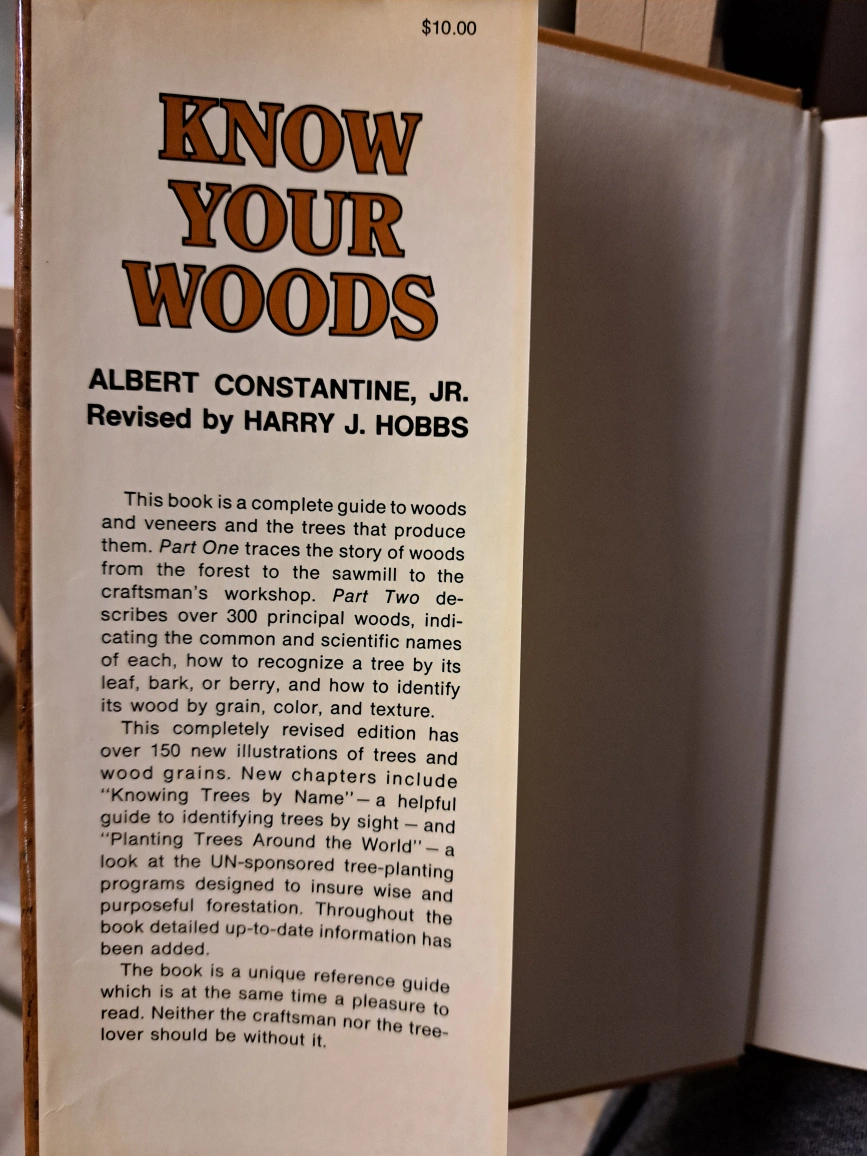 $10.00
KNOW
YOUR
WOODS
ALBERT CONSTANTINE, JR.
Revised by HARRY J. HOBBS
This book is a complete guide to woods
and veneers and the trees that produce
them. Part One traces the story of woods
from the forest to the sawmill to the
craftsman's workshop. Part Two de-
scribes over 300 principal woods, indi-
cating the common and scientific names
of each, how to recognize a tree by its
leaf, bark, or berry, and how to identify
its wood by grain, color, and texture.
This completely revised edition has
over 150 new illustrations of trees and
wood grains. New chapters include
"Knowing Trees by Name"—a helpful
guide to identifying trees by sight — and
"Planting Trees Around the World"—a
look at the UN-sponsored tree-planting
programs designed to insure wise and
purposeful forestation. Throughout the
book detailed up-to-date information has
been added.
The book is a unique reference guide
which is at the same time a pleasure to
read. Neither the craftsman nor the tree-
lover should be without it.